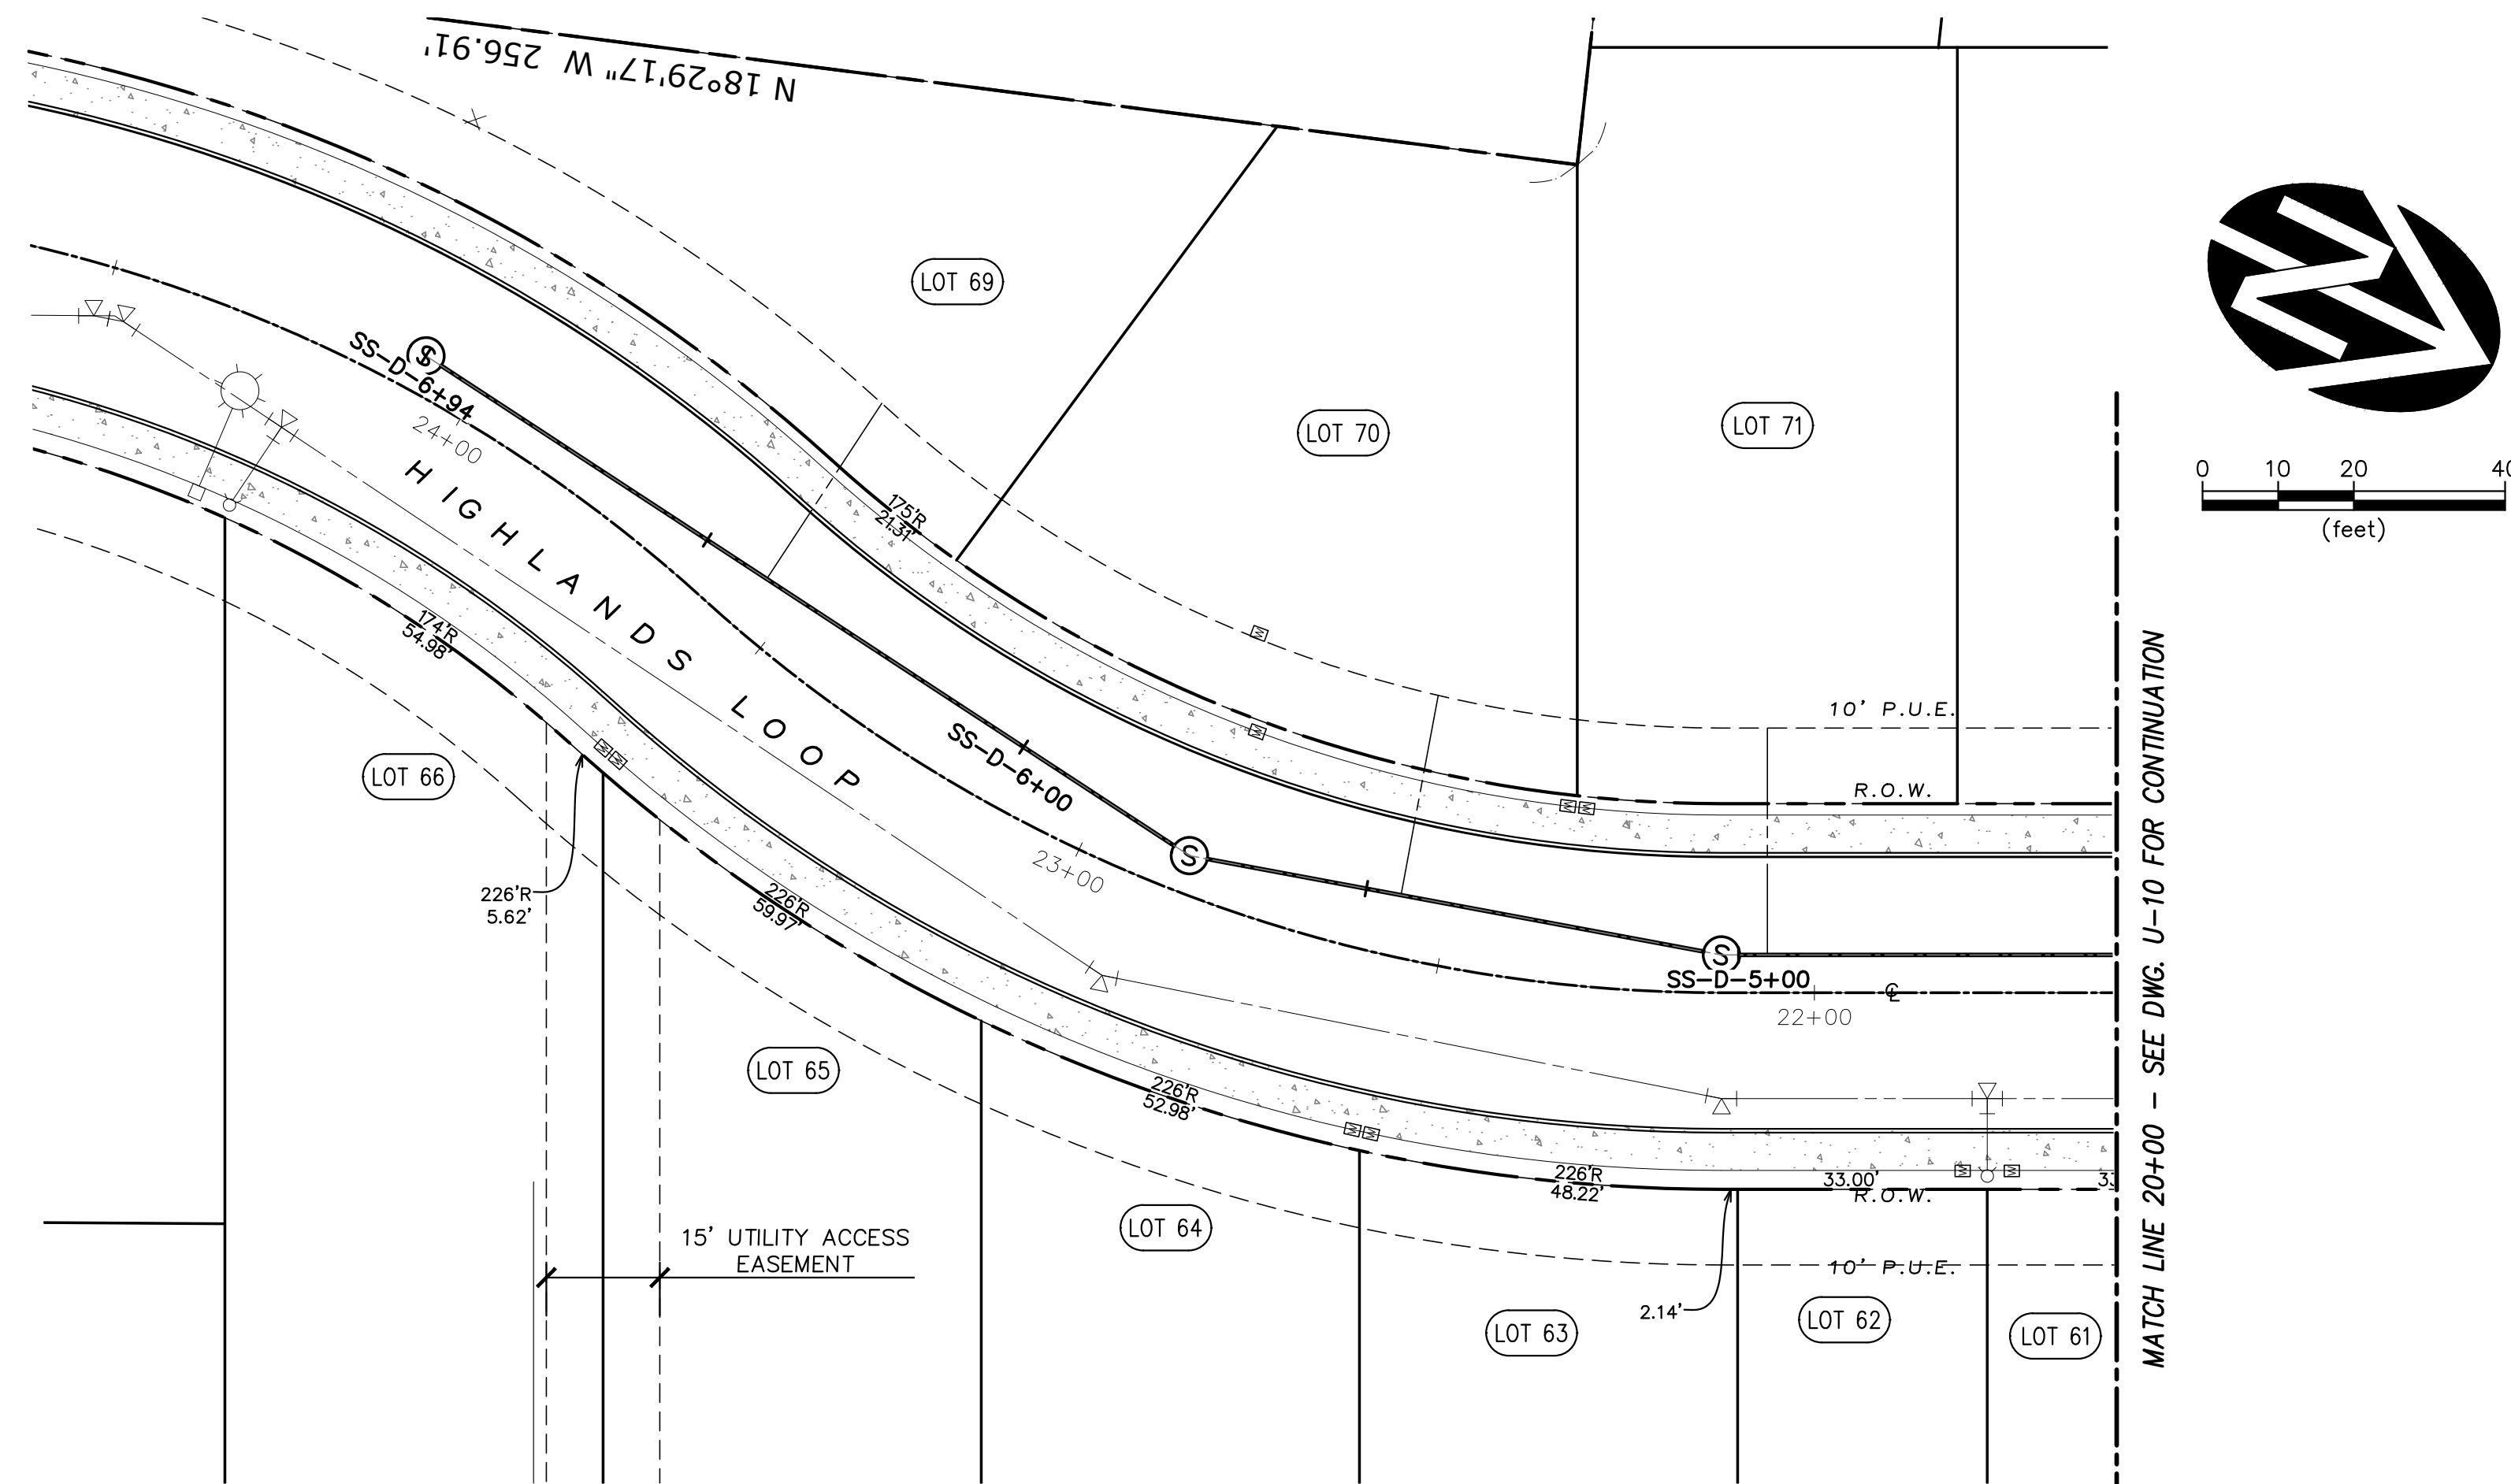 N 18°29'17" W 256.91'
LOT 69
LOT 70
LOT 71
0 10 20
(feet)
SS-D-6+94
24+00
HIGHLANDS LOOP
175'R
21.31'
174'R
54.98'
SS-D-6+00
23+00
10' P.U.E.
R.O.W.
LOT 66
226'R
5.62'
226'R
59.97'
SS-D-5+00
22+00
℄
LOT 65
226'R
52.98'
226'R
48.22'
33.00'
R.O.W.
10' P.U.E.
15' UTILITY ACCESS
EASEMENT
LOT 64
2.14'
LOT 63
LOT 62
LOT 61
MATCH LINE 20+00 - SEE DWG. U-10 FOR CONTINUATION